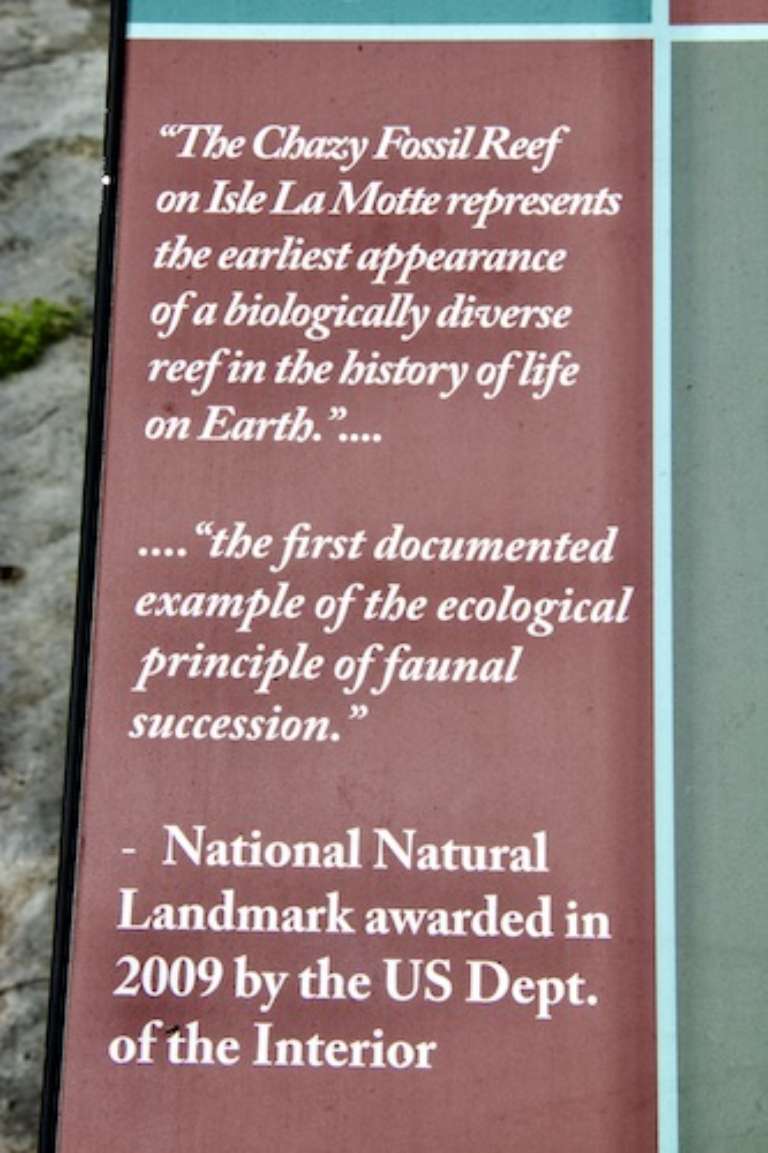 “The Chazy Fossil Reef
on Isle La Motte represents
the earliest appearance
of a biologically diverse
reef in the history of life
on Earth.”....
....“the first documented
example of the ecological
principle of faunal
succession.”
- National Natural
Landmark awarded in
2009 by the US Dept.
of the Interior